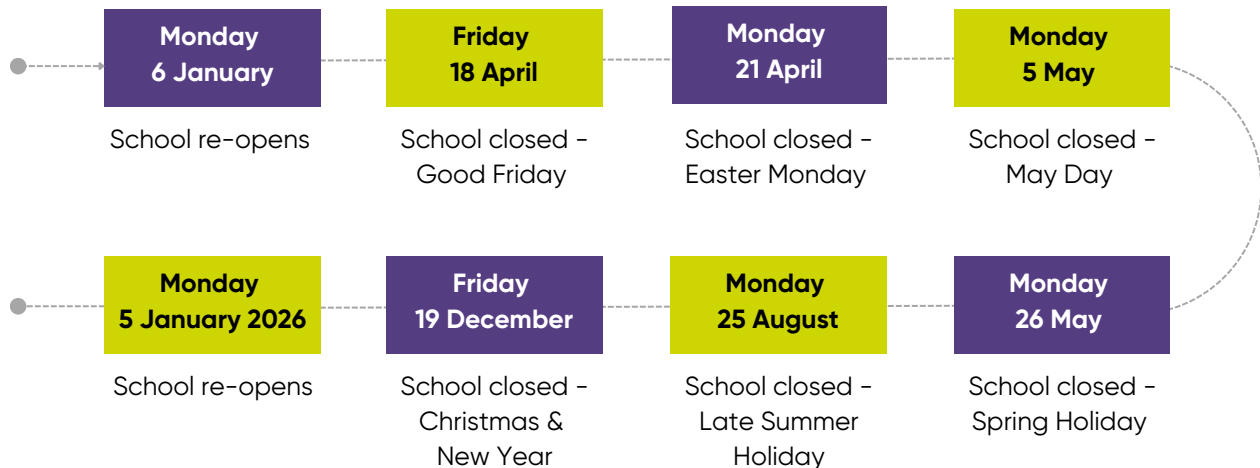 Monday
6 January
School re-opens
Friday
18 April
School closed -
Good Friday
Monday
21 April
School closed -
Easter Monday
Monday
5 May
School closed -
May Day
Monday
26 May
School closed -
Spring Holiday
Monday
25 August
School closed -
Late Summer
Holiday
Friday
19 December
School closed -
Christmas &
New Year
Monday
5 January 2026
School re-opens